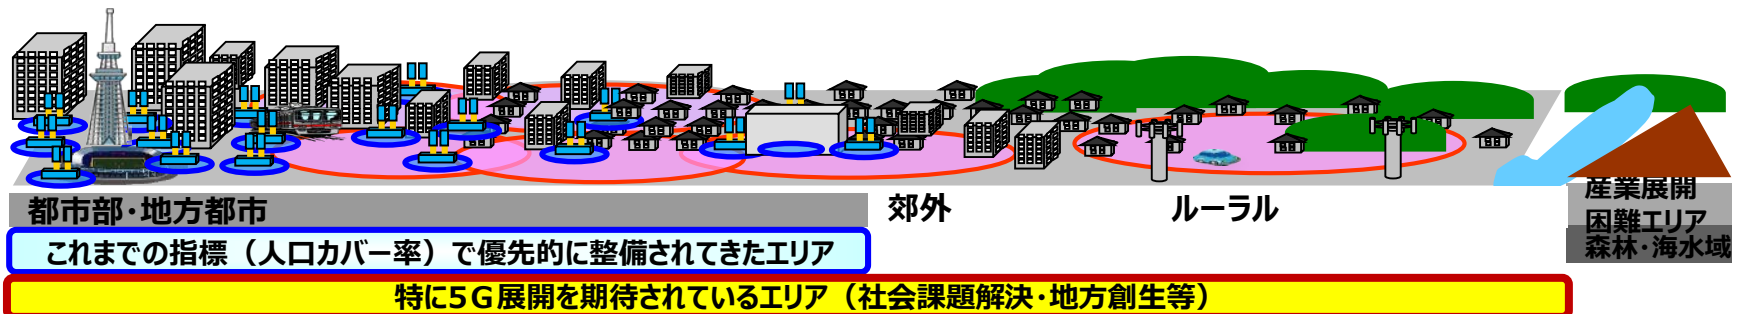 都市部・地方都市
郊外
ルーラル
産業展開
困難エリア
森林・海水域
これまでの指標（人口カバー率）で優先的に整備されてきたエリア
特に5G展開を期待されているエリア（社会課題解決・地方創生等）